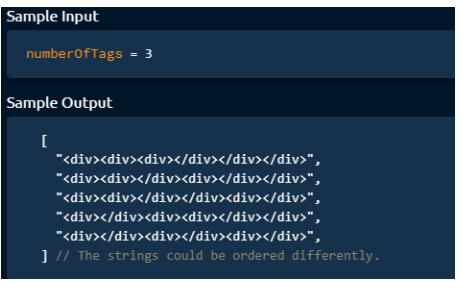 Sample Input
numberOfTags = 3
Sample Output
[
"<div><div><div></div></div></div>",
"<div><div></div><div></div></div>",
"<div><div></div></div><div></div>",
"<div></div><div><div></div></div>",
"<div></div><div></div><div></div>",
] // The strings could be ordered differently.